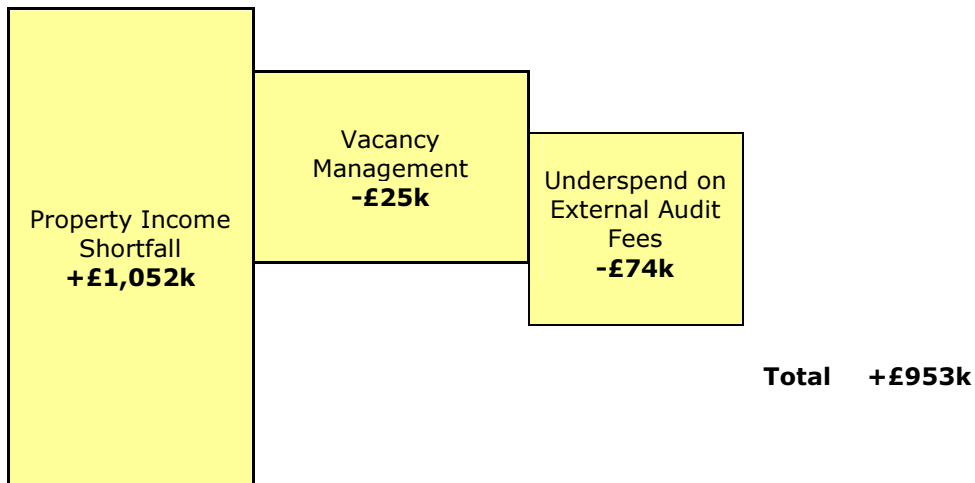 Property Income
Shortfall
+£1,052k
Vacancy
Management
-£25k
Underspend on
External Audit
Fees
-£74k
Total +£953k